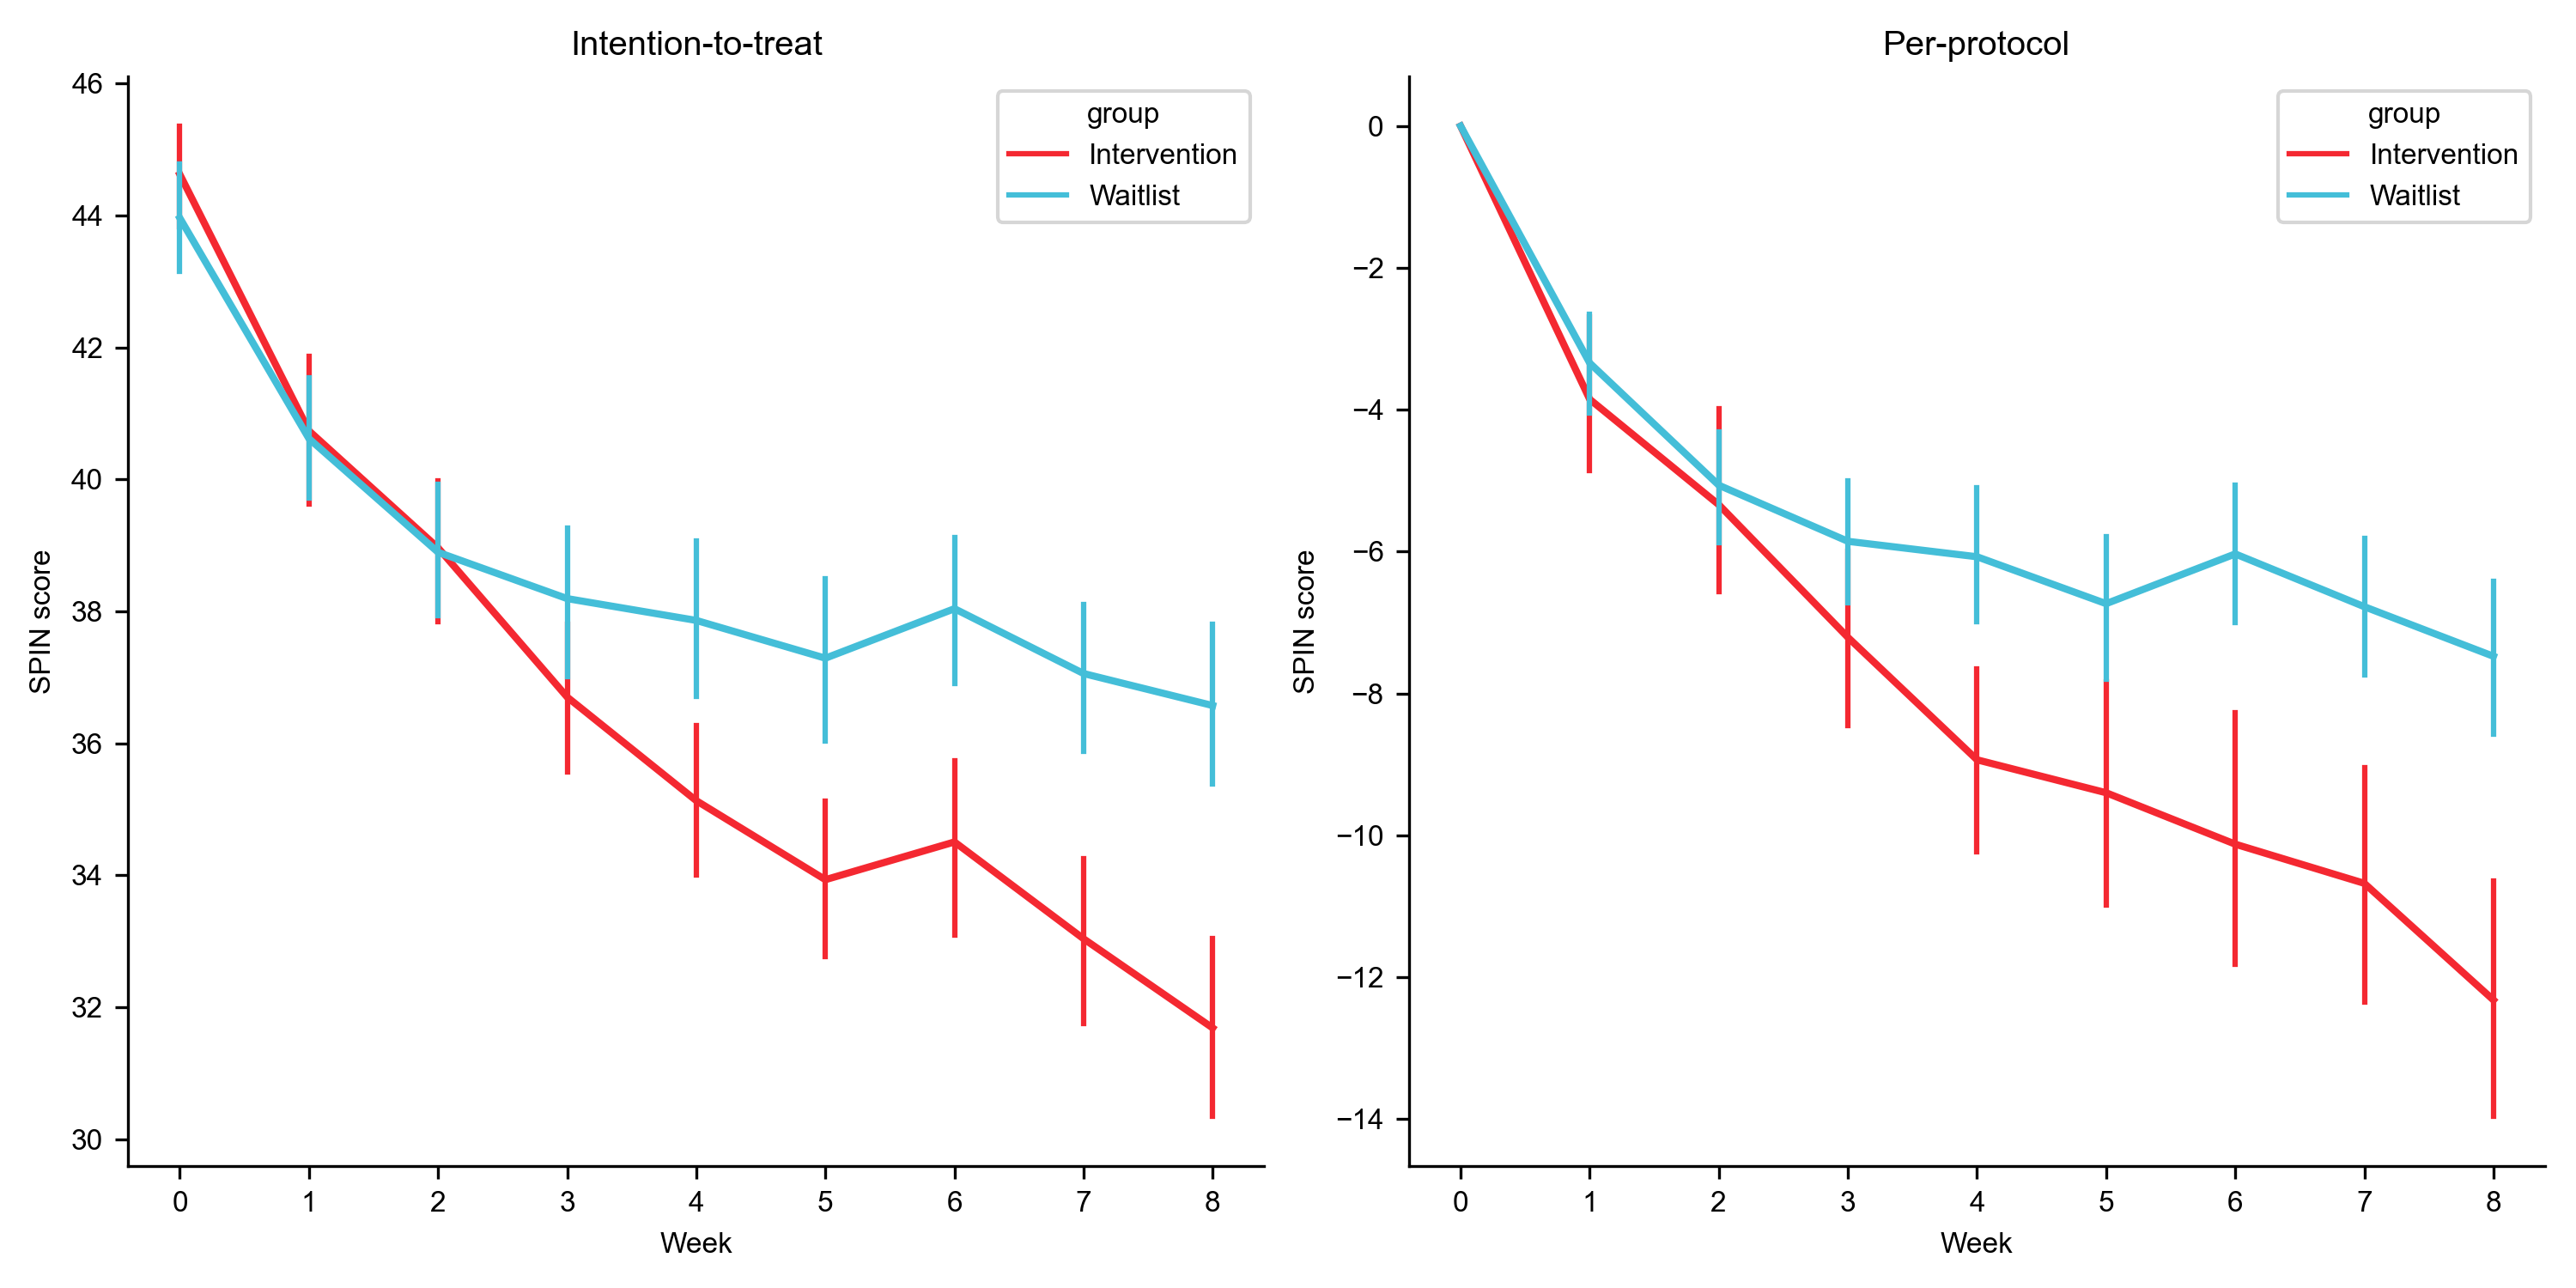 Intention-to-treat
46
44
42
40
38
36
34
32
30
SPIN score
group
Intervention
Waitlist
0 1 2 3 4 5 6 7 8
Week
Per-protocol
0
−2
−4
−6
−8
−10
−12
−14
SPIN score
group
Intervention
Waitlist
0 1 2 3 4 5 6 7 8
Week